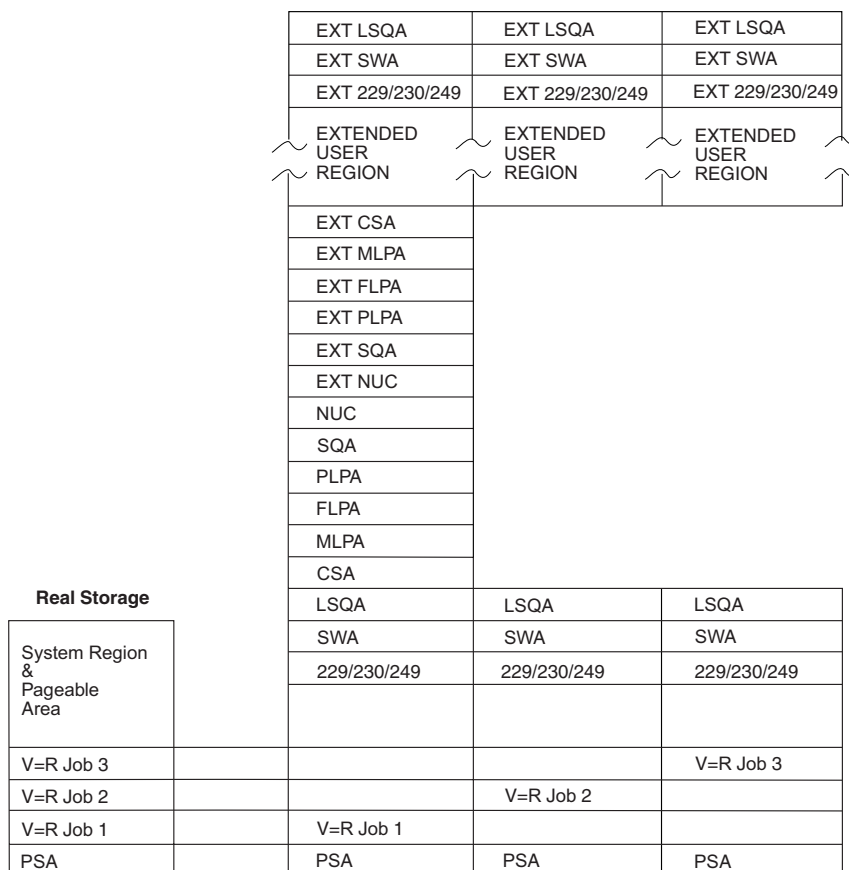 EXT LSQA EXT LSQA EXT LSQA
EXT SWA EXT SWA EXT SWA
EXT 229/230/249 EXT 229/230/249 EXT 229/230/249
EXTENDED EXTENDED EXTENDED
USER USER USER
REGION REGION REGION
EXT CSA
EXT MLPA
EXT FLPA
EXT PLPA
EXT SQA
EXT NUC
NUC
SQA
PLPA
FLPA
MLPA
CSA
Real Storage
LSQA LSQA LSQA
SWA SWA SWA
System Region
&
Pageable
Area
229/230/249 229/230/249 229/230/249
V=R Job 3 V=R Job 3
V=R Job 2 V=R Job 2
V=R Job 1 V=R Job 1
PSA PSA PSA PSA